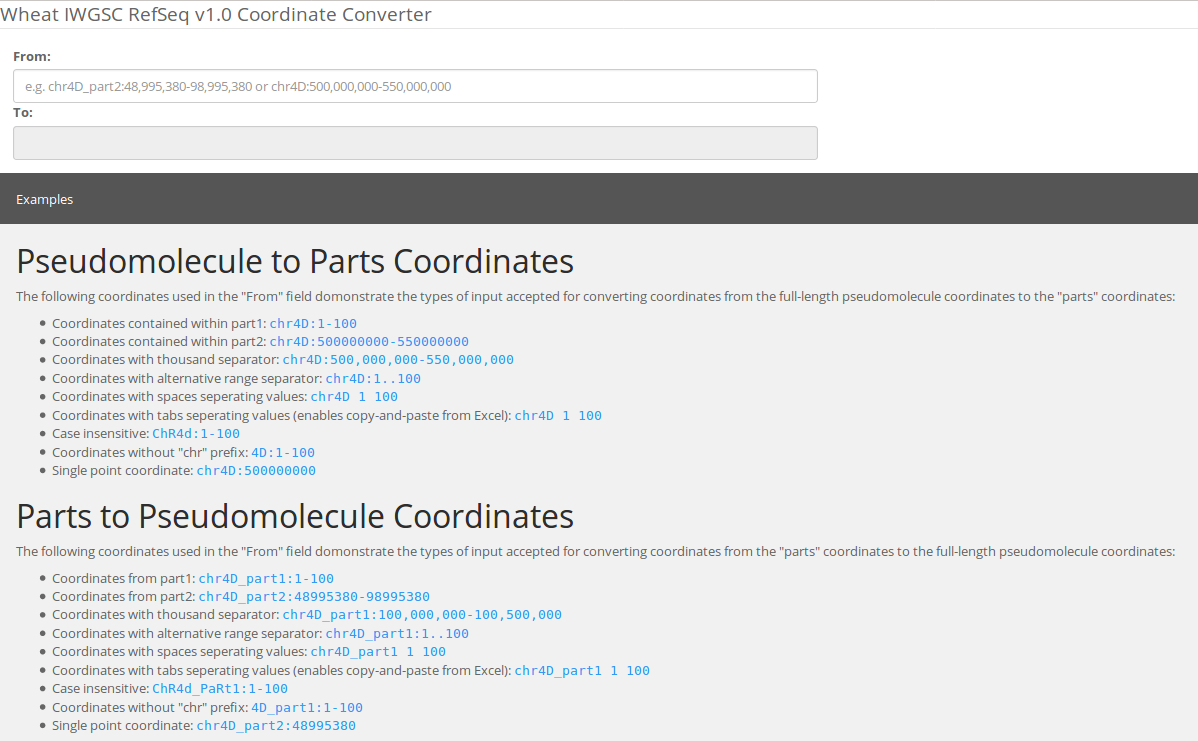 Wheat IWGSC RefSeq v1.0 Coordinate Converter
From:
e.g. chr4D_part2:48,995,380-98,995,380 or chr4D:500,000,000-550,000,000
To:
Examples
Pseudomolecule to Parts Coordinates
The following coordinates used in the "From" field domonstrate the types of input accepted for converting coordinates from the full-length pseudomolecule coordinates to the "parts" coordinates:
Coordinates contained within part1: chr4D:1-100
Coordinates contained within part2: chr4D:500000000-550000000
Coordinates with thousand separator: chr4D:500,000,000-550,000,000
Coordinates with alternative range separator: chr4D:1..100
Coordinates with spaces seperating values: chr4D 1 100
Coordinates with tabs seperating values (enables copy-and-paste from Excel): chr4D 1 100
Case insensitive: ChR4d:1-100
Coordinates without "chr" prefix: 4D:1-100
Single point coordinate: chr4D:500000000
Parts to Pseudomolecule Coordinates
The following coordinates used in the "From" field domonstrate the types of input accepted for converting coordinates from the "parts" coordinates to the full-length pseudomolecule coordinates:
Coordinates from part1: chr4D_part1:1-100
Coordinates from part2: chr4D_part2:48995380-98995380
Coordinates with thousand separator: chr4D_part1:100,000,000-100,500,000
Coordinates with alternative range separator: chr4D_part1:1..100
Coordinates with spaces seperating values: chr4D_part1 1 100
Coordinates with tabs seperating values (enables copy-and-paste from Excel): chr4D_part1 1 100
Case insensitive: ChR4d_PaRt1:1-100
Coordinates without "chr" prefix: 4D_part1:1-100
Single point coordinate: chr4D_part2:48995380